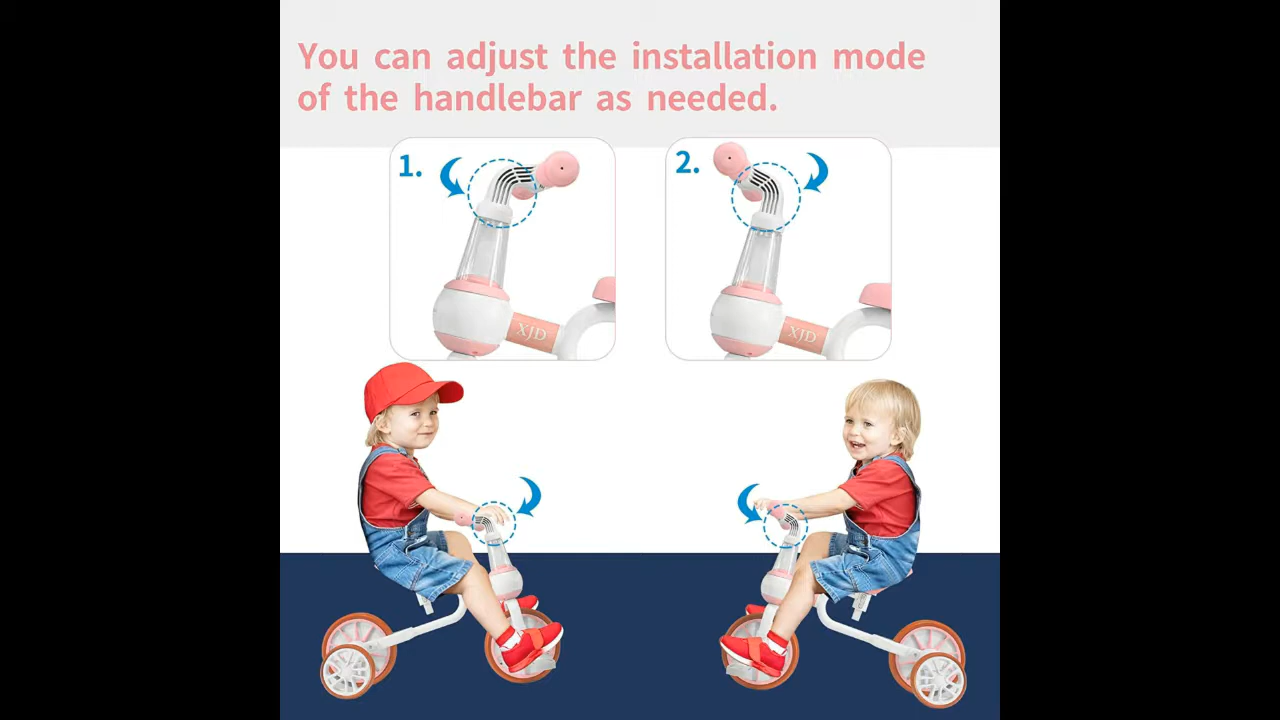 You can adjust the installation mode
of the handlebar as needed.
1.
2.
XJD
XJD